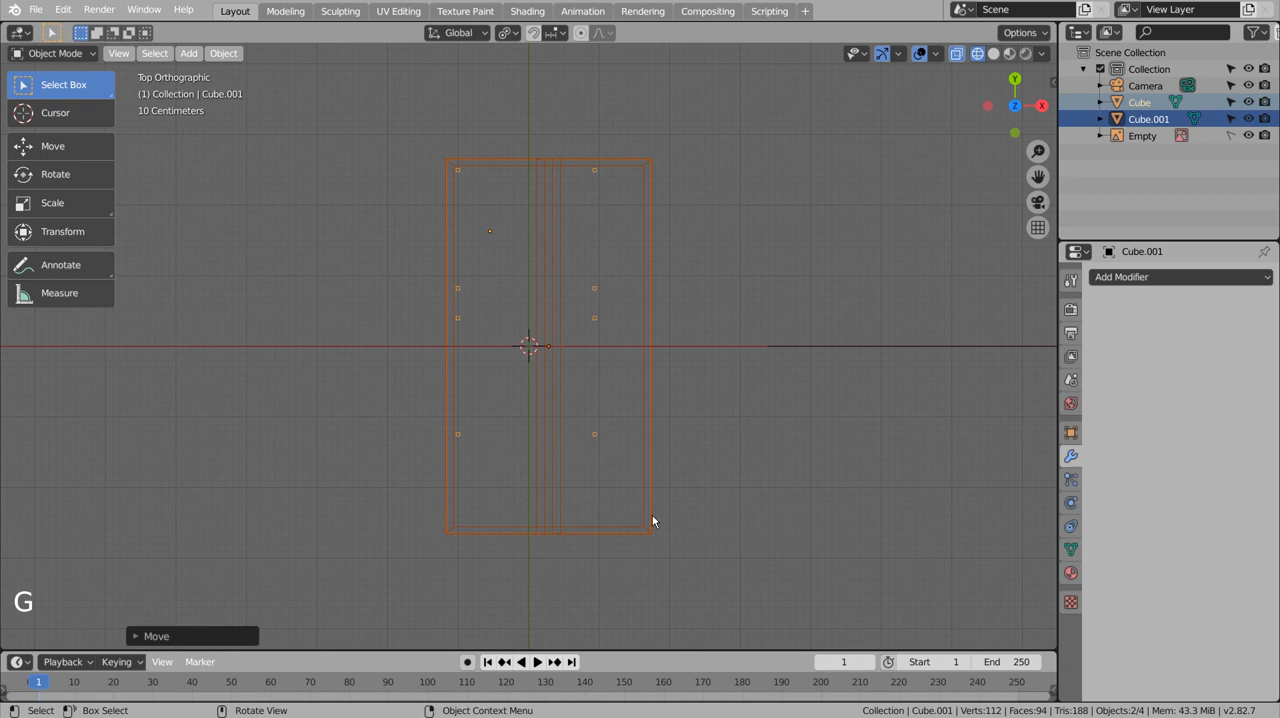 File Edit Render Window Help
Layout Modeling Sculpting UV Editing Texture Paint Shading Animation Rendering Compositing Scripting +
Scene
View Layer
Global
Options
Object Mode View Select Add Object
Select Box
Cursor
Move
Rotate
Scale
Transform
Annotate
Measure
Top Orthographic
(1) Collection | Cube.001
10 Centimeters
Y
Z
X
G
Move
Scene Collection
Collection
Camera
Cube
Cube.001
Empty
Cube.001
Add Modifier
Playback Keying View Marker
1
Start 1
End 250
1 10 20 30 40 50 60 70 80 90 100 110 120 130 140 150 160 170 180 190 200 210 220 230 240 250
Select Box Select Rotate View Object Context Menu
Collection | Cube.001 | Verts:112 | Faces:94 | Tris:188 | Objects:2/4 | Mem: 43.3 MiB | v2.82.7